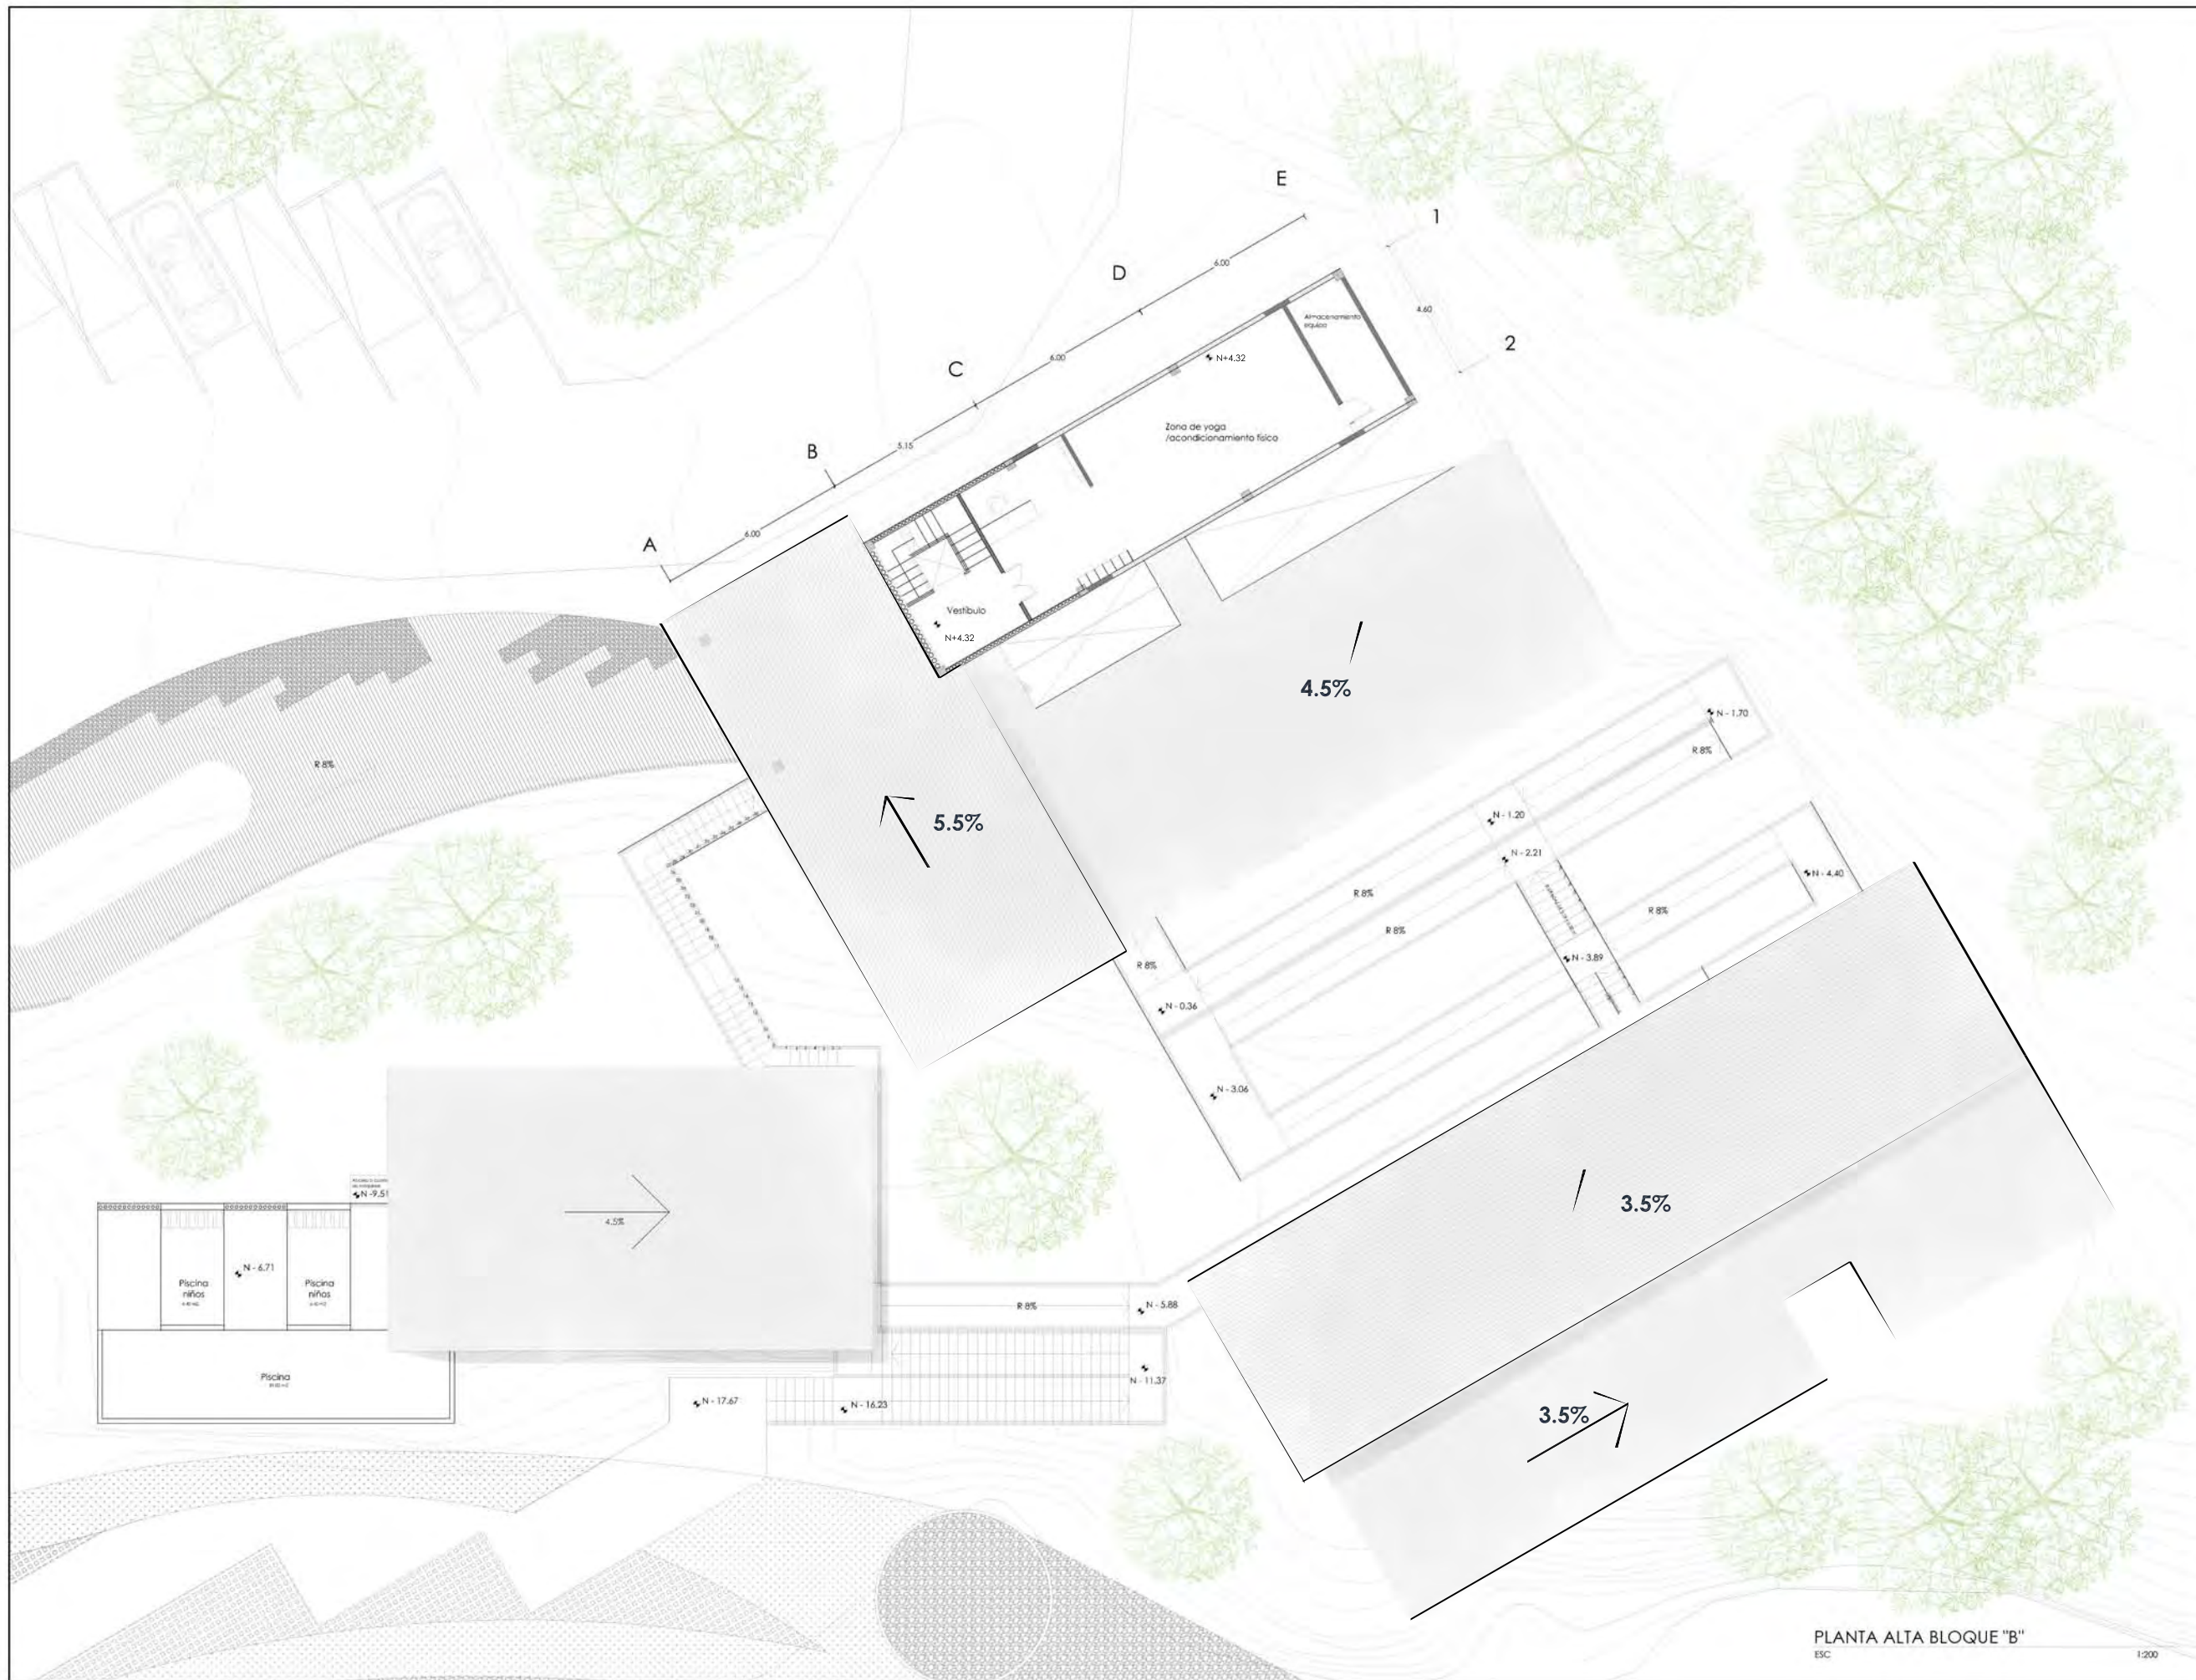 E
1
D
6.00
4.60
2
Almacenamiento
equipo
C
6.00
N+4.32
Zona de yoga
/acondicionamiento físico
B
5.15
A
6.00
Vestíbulo
N+4.32
4.5%
N - 1.70
R 8%
R 8%
5.5%
N - 1.20
N - 2.21
N - 4.40
R 8%
R 8%
R 8%
N - 3.89
R 8%
N - 0.36
N - 3.06
N -9.51
4.5%
3.5%
N - 6.71
Piscina
niños
Piscina
niños
R 8%
N - 5.88
Piscina
N - 11.37
N - 17.67
N - 16.23
3.5%
PLANTA ALTA BLOQUE "B"
ESC
1:200